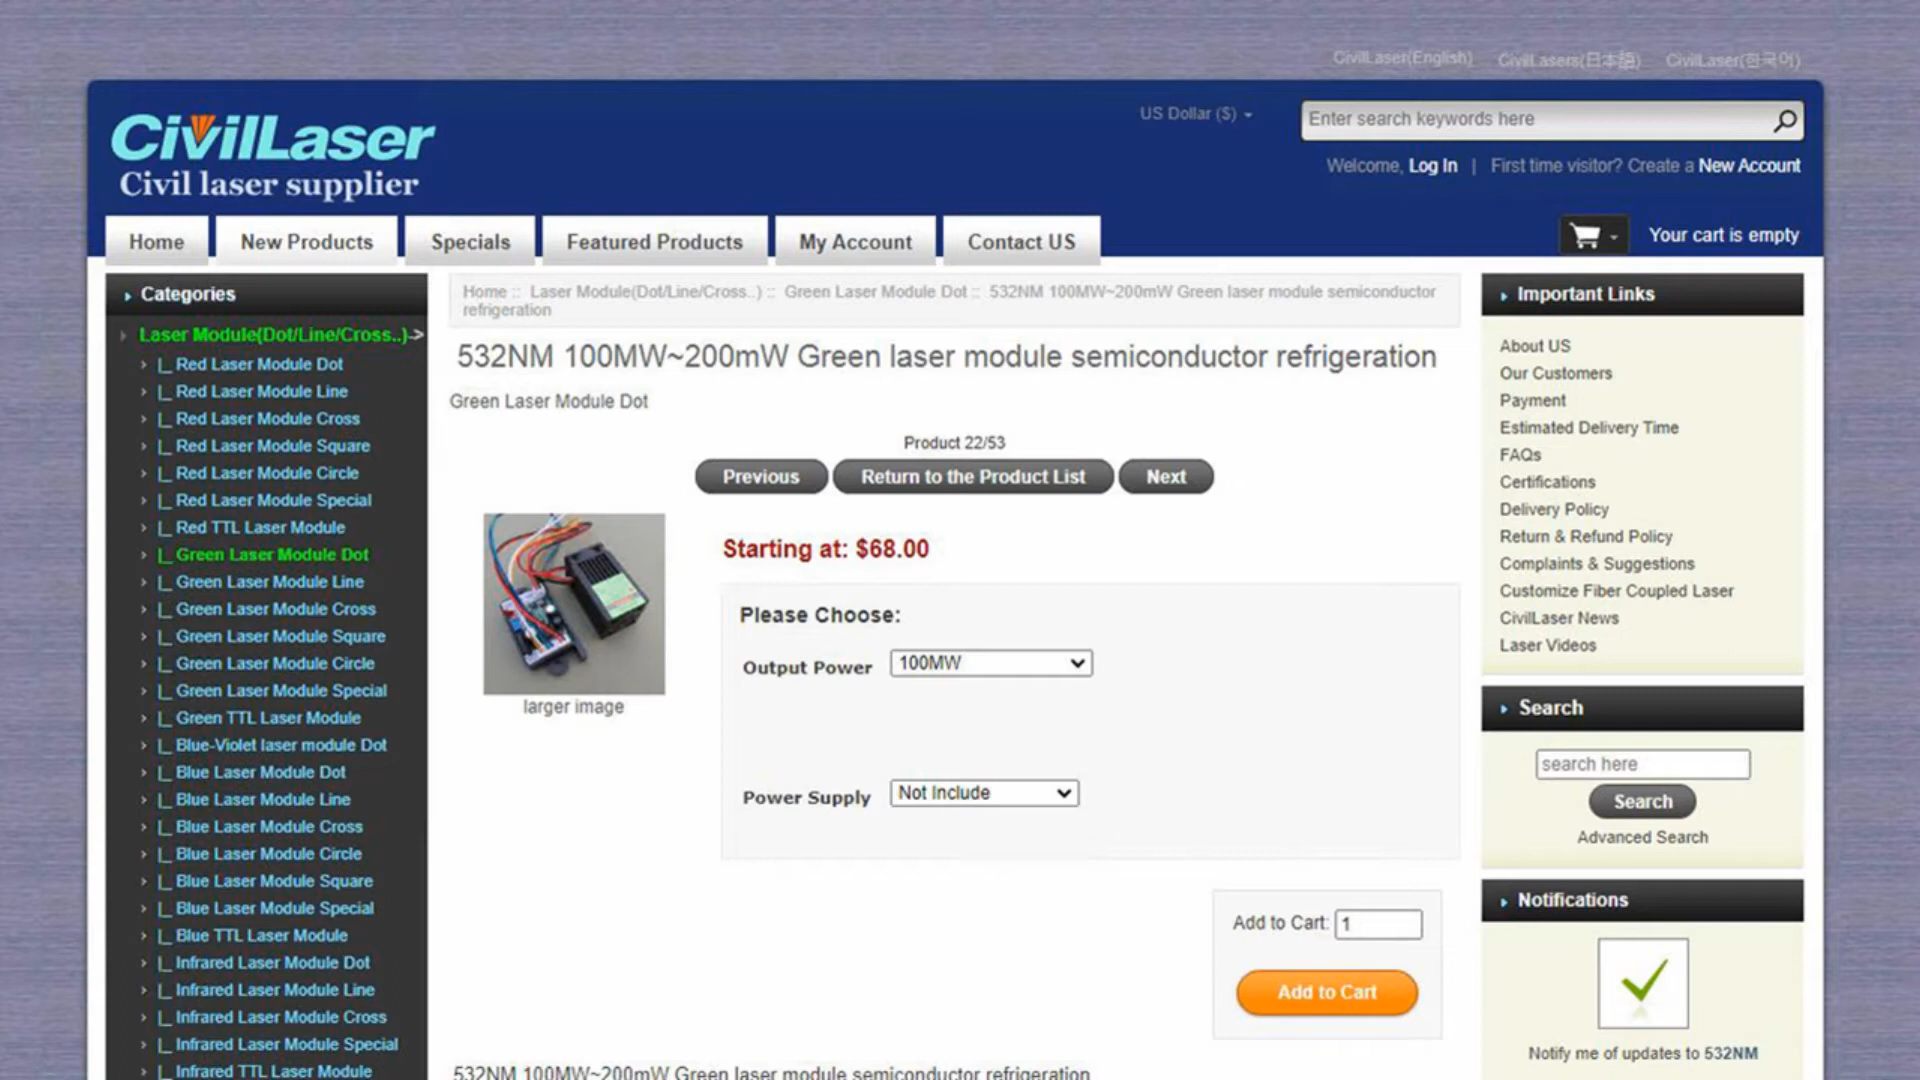 CivilLaser(English) CivilLasers(日本語) CivilLaser(한국어)
CivilLaser
Civil laser supplier
US Dollar ($)
Enter search keywords here
Welcome, Log In | First time visitor? Create a New Account
Home
New Products
Specials
Featured Products
My Account
Contact US
Your cart is empty
Categories
Laser Module(Dot/Line/Cross..)->
|_ Red Laser Module Dot
|_ Red Laser Module Line
|_ Red Laser Module Cross
|_ Red Laser Module Square
|_ Red Laser Module Circle
|_ Red Laser Module Special
|_ Red TTL Laser Module
|_ Green Laser Module Dot
|_ Green Laser Module Line
|_ Green Laser Module Cross
|_ Green Laser Module Square
|_ Green Laser Module Circle
|_ Green Laser Module Special
|_ Green TTL Laser Module
|_ Blue-Violet laser module Dot
|_ Blue Laser Module Dot
|_ Blue Laser Module Line
|_ Blue Laser Module Cross
|_ Blue Laser Module Circle
|_ Blue Laser Module Square
|_ Blue Laser Module Special
|_ Blue TTL Laser Module
|_ Infrared Laser Module Dot
|_ Infrared Laser Module Line
|_ Infrared Laser Module Cross
|_ Infrared Laser Module Special
|_ Infrared TTL Laser Module
Home :: Laser Module(Dot/Line/Cross..) :: Green Laser Module Dot :: 532NM 100MW~200mW Green laser module semiconductor
refrigeration
532NM 100MW~200mW Green laser module semiconductor refrigeration
Green Laser Module Dot
Product 22/53
Previous
Return to the Product List
Next
larger image
Starting at: $68.00
Please Choose:
Output Power 100MW
Power Supply Not Include
Add to Cart: 1
Add to Cart
532NM 100MW~200mW Green laser module semiconductor refrigeration
Important Links
About US
Our Customers
Payment
Estimated Delivery Time
FAQs
Certifications
Delivery Policy
Return & Refund Policy
Complaints & Suggestions
Customize Fiber Coupled Laser
CivilLaser News
Laser Videos
Search
search here
Search
Advanced Search
Notifications
Notify me of updates to 532NM